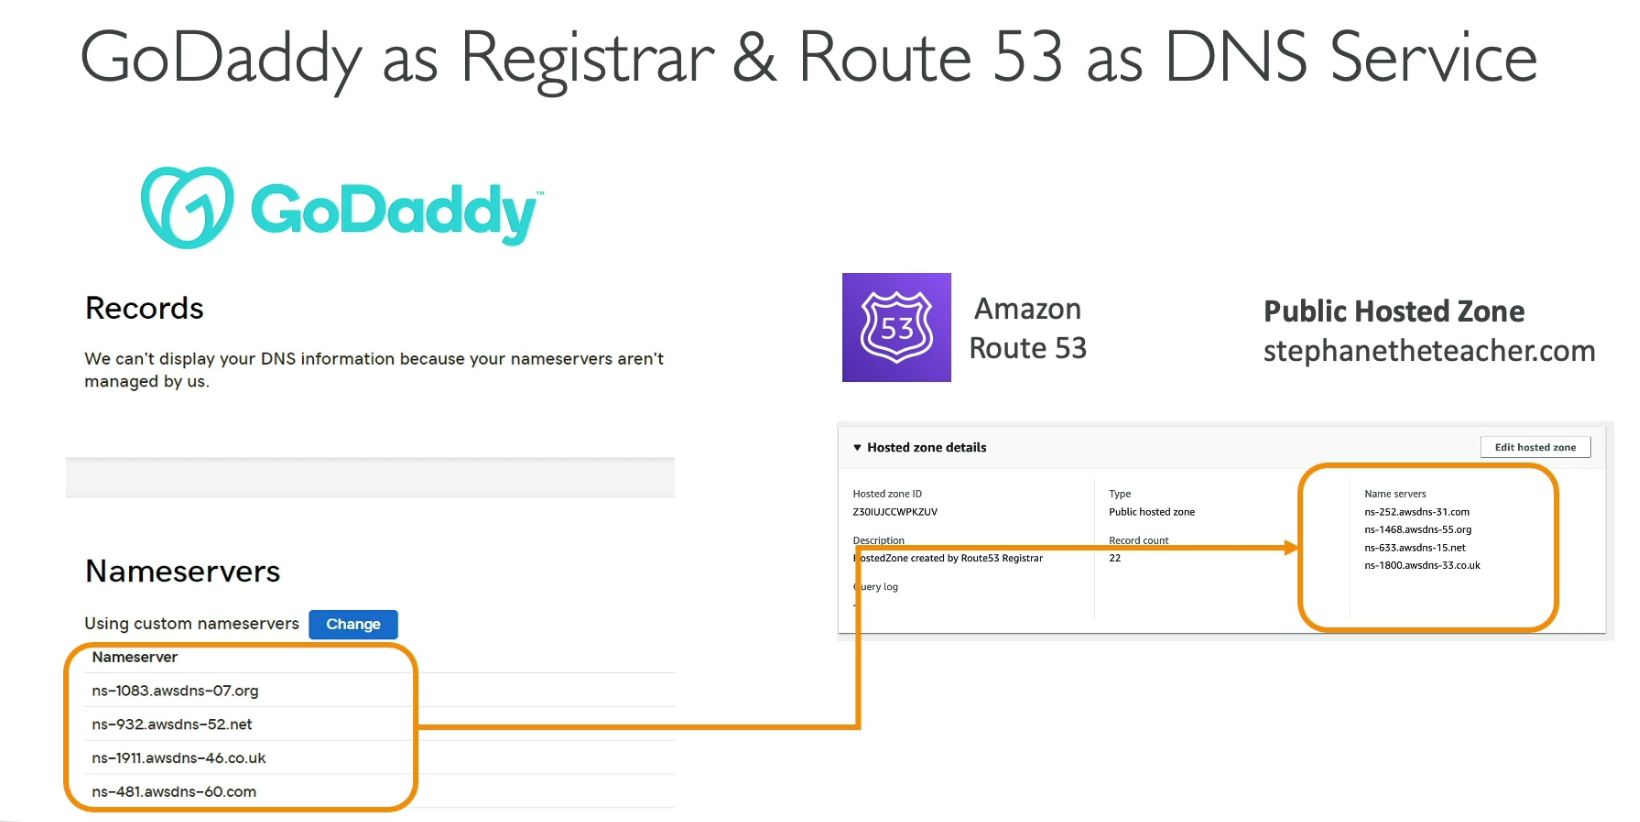 GoDaddy as Registrar & Route 53 as DNS Service
GoDaddy™
Records
We can't display your DNS information because your nameservers aren't
managed by us.
Nameservers
Using custom nameservers Change
Nameserver
ns-1083.awsdns-07.org
ns-932.awsdns-52.net
ns-1911.awsdns-46.co.uk
ns-481.awsdns-60.com
53
Amazon
Route 53
Public Hosted Zone
stephanetheteacher.com
▼ Hosted zone details
Edit hosted zone
Hosted zone ID
Z30IUJCCWPKZUV
Description
HostedZone created by Route53 Registrar
Query log
-
Type
Public hosted zone
Record count
22
Name servers
ns-252.awsdns-31.com
ns-1468.awsdns-55.org
ns-633.awsdns-15.net
ns-1800.awsdns-33.co.uk